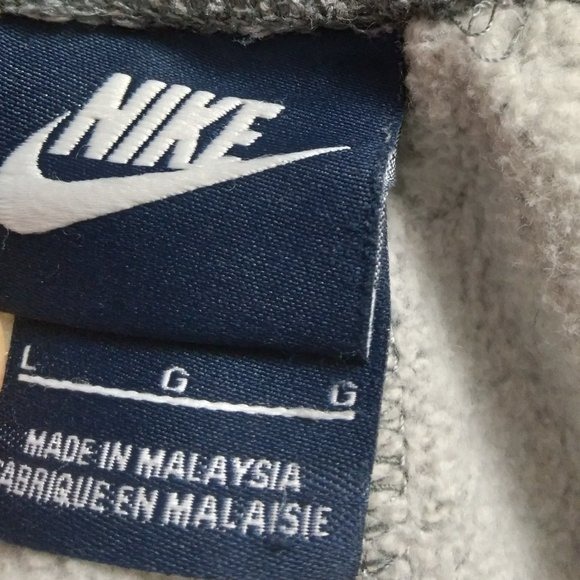 NIKE
L G G
MADE IN MALAYSIA
FABRIQUE EN MALAISIE